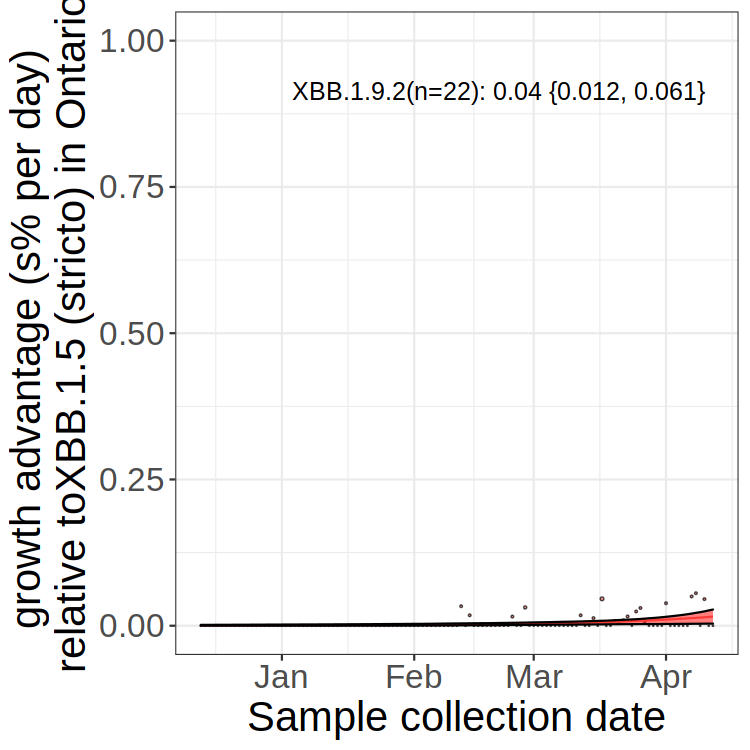 growth advantage (s% per day)
relative toXBB.1.5 (stricto) in Ontario
1.00
0.75
0.50
0.25
0.00
XBB.1.9.2(n=22): 0.04 {0.012, 0.061}
Jan Feb Mar Apr
Sample collection date